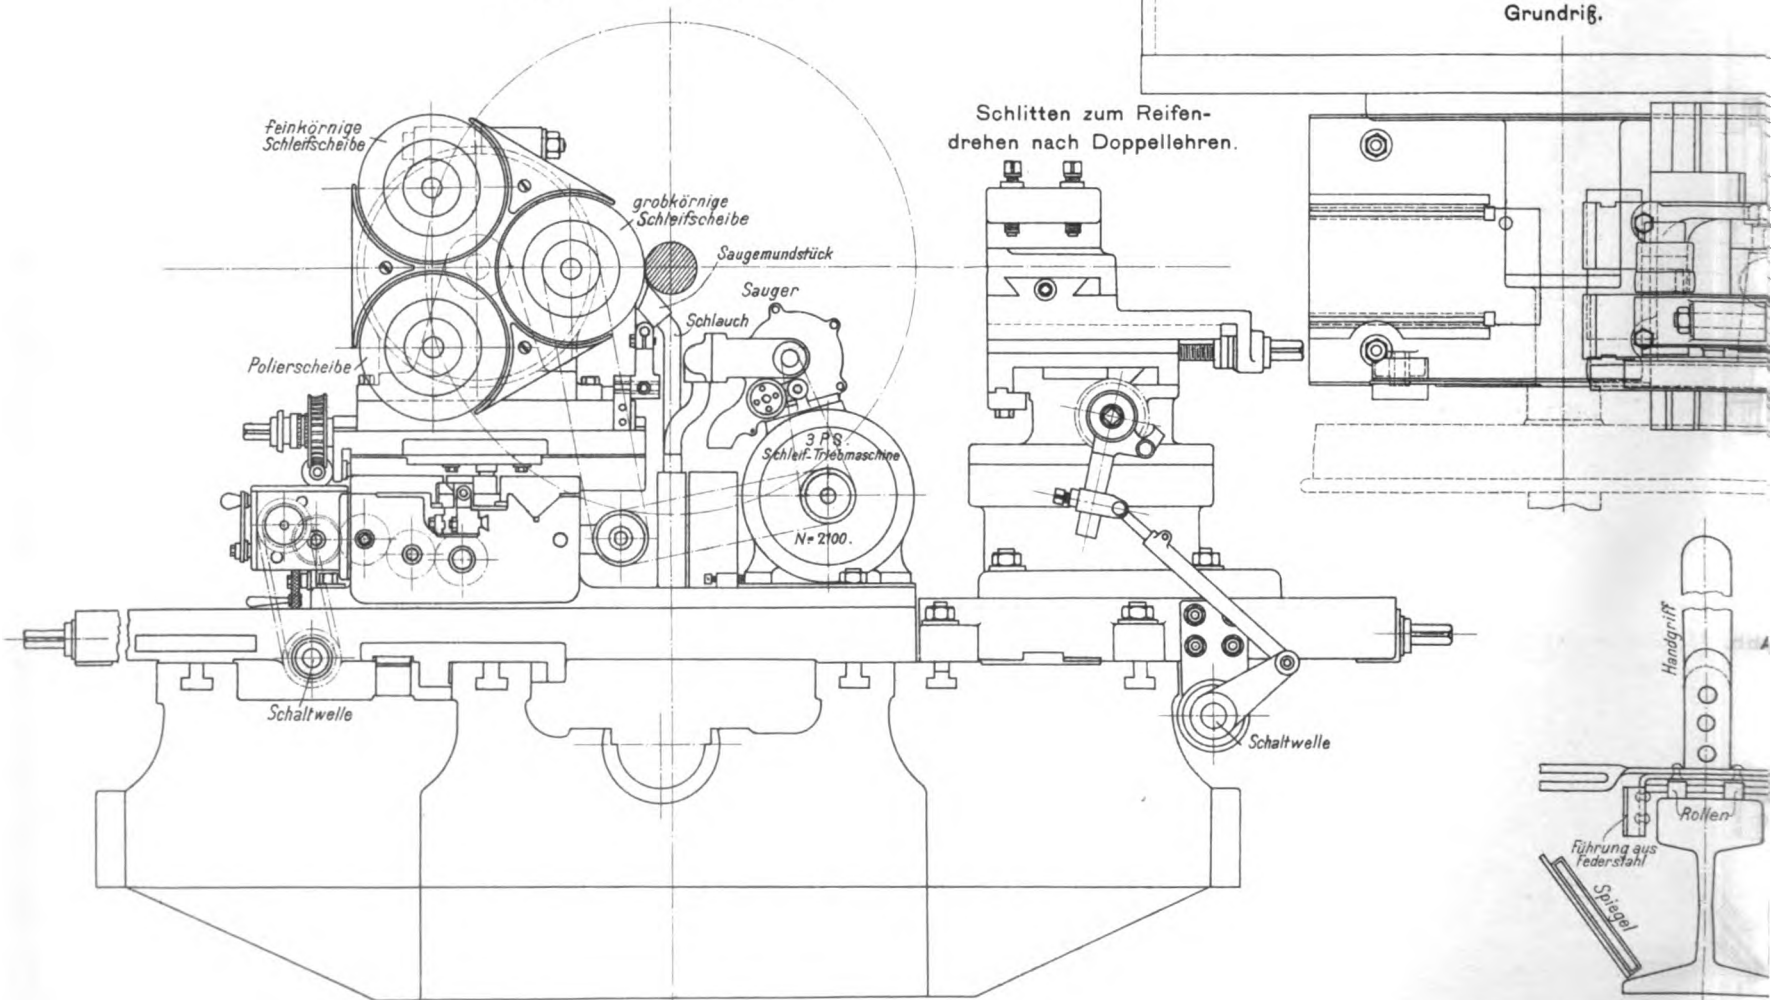 Grundriß.
Schlitten zum Reifen-
drehen nach Doppellehren.
feinkörnige
Schleifscheibe
grobkörnige
Schleifscheibe
Saugemundstück
Sauger
Schlauch
Polierscheibe
3 PS.
Schleif-Triebmaschine
N= 2100.
Schaltwelle
Schaltwelle
Handgriff
Rollen
Führung aus
Federstahl
Spiegel